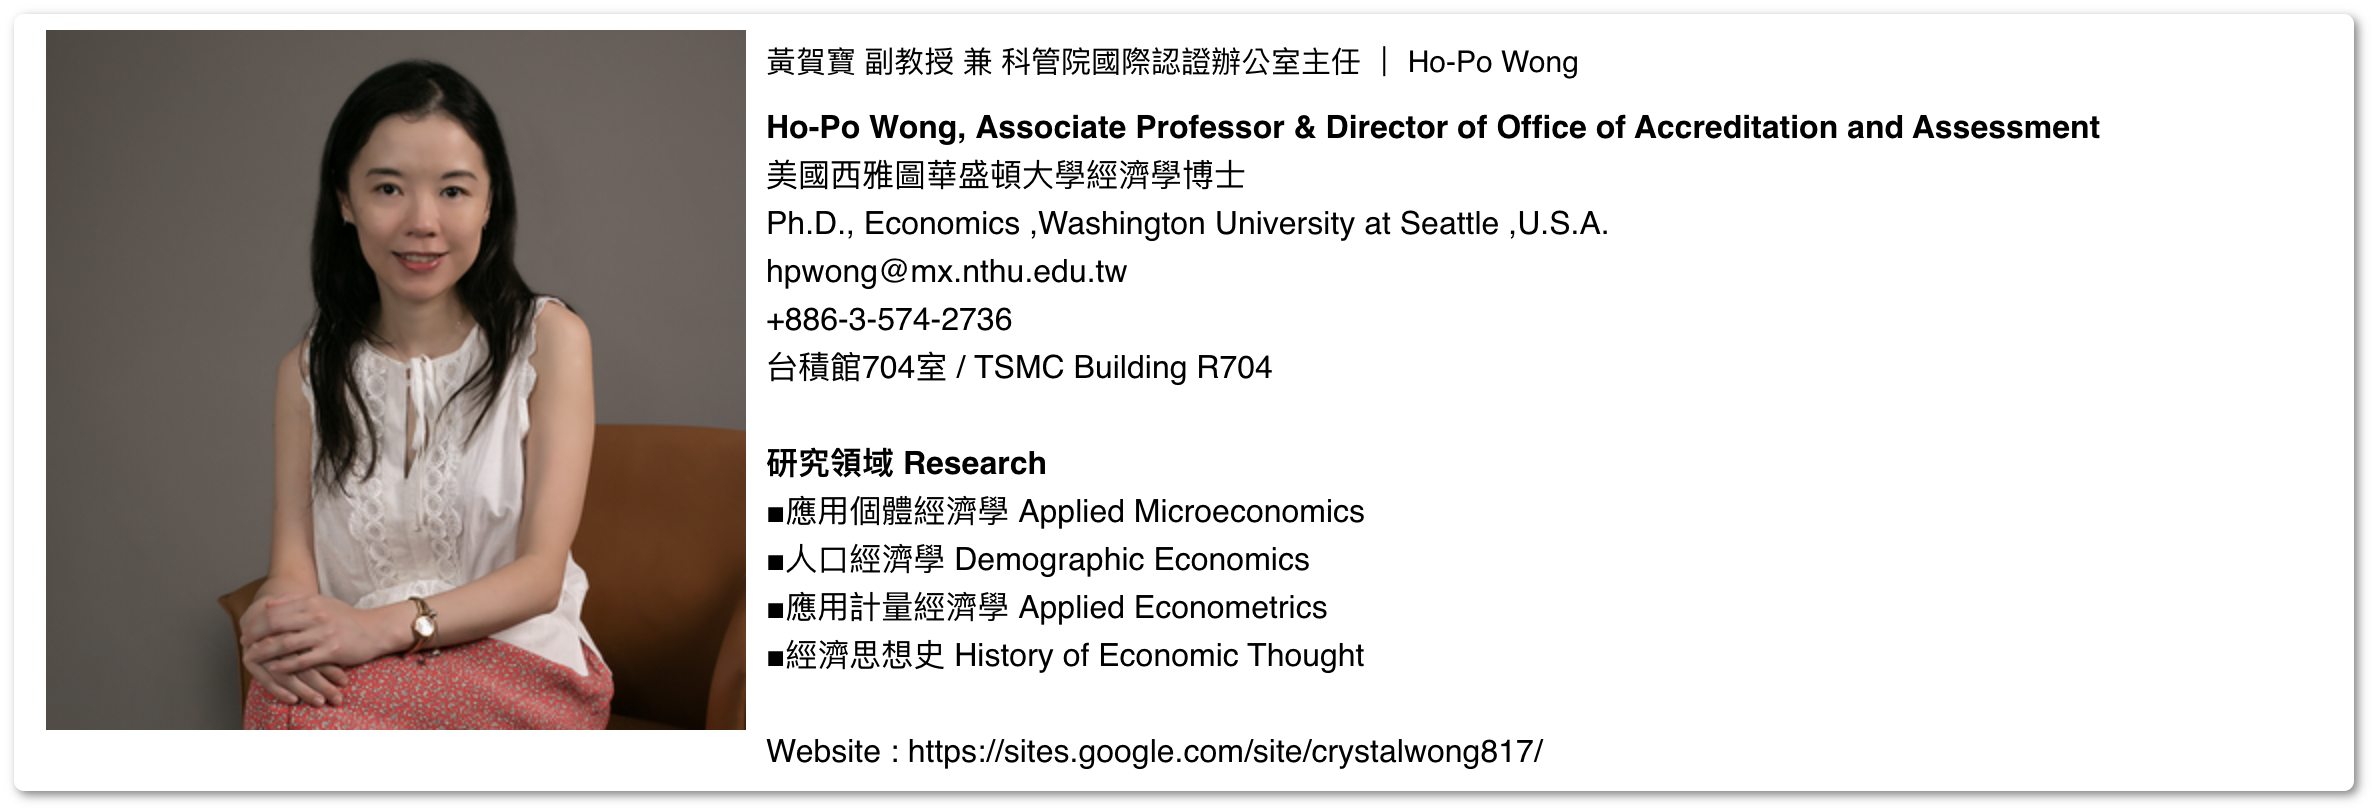 黃賀寶 副教授 兼 科管院國際認證辦公室主任 ｜ Ho-Po Wong
Ho-Po Wong, Associate Professor & Director of Office of Accreditation and Assessment
美國西雅圖華盛頓大學經濟學博士
Ph.D., Economics ,Washington University at Seattle ,U.S.A.
hpwong@mx.nthu.edu.tw
+886-3-574-2736
台積館704室 / TSMC Building R704
研究領域 Research
■應用個體經濟學 Applied Microeconomics
■人口經濟學 Demographic Economics
■應用計量經濟學 Applied Econometrics
■經濟思想史 History of Economic Thought
Website : https://sites.google.com/site/crystalwong817/